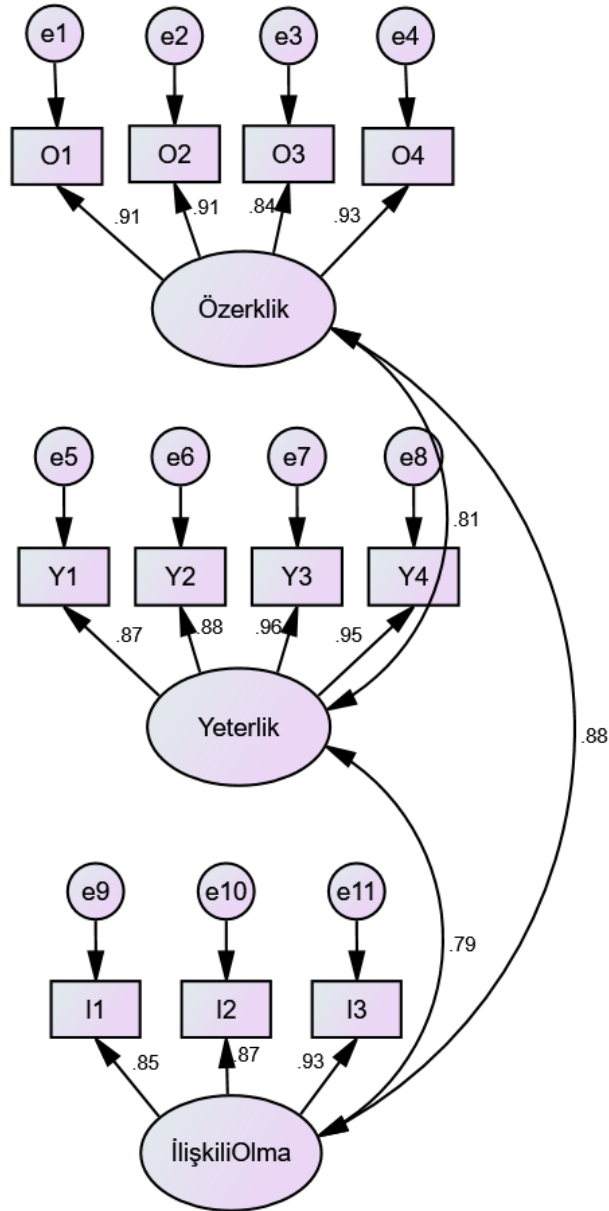 e1 e2 e3 e4
O1 O2 O3 O4
.91 .91 .84 .93
Özerklik
e5 e6 e7 e8
.81
Y1 Y2 Y3 Y4
.87 .88 .96 .95
Yeterlik
.88
e9 e10 e11
.79
I1 I2 I3
.85 .87 .93
İlişkiliOlma